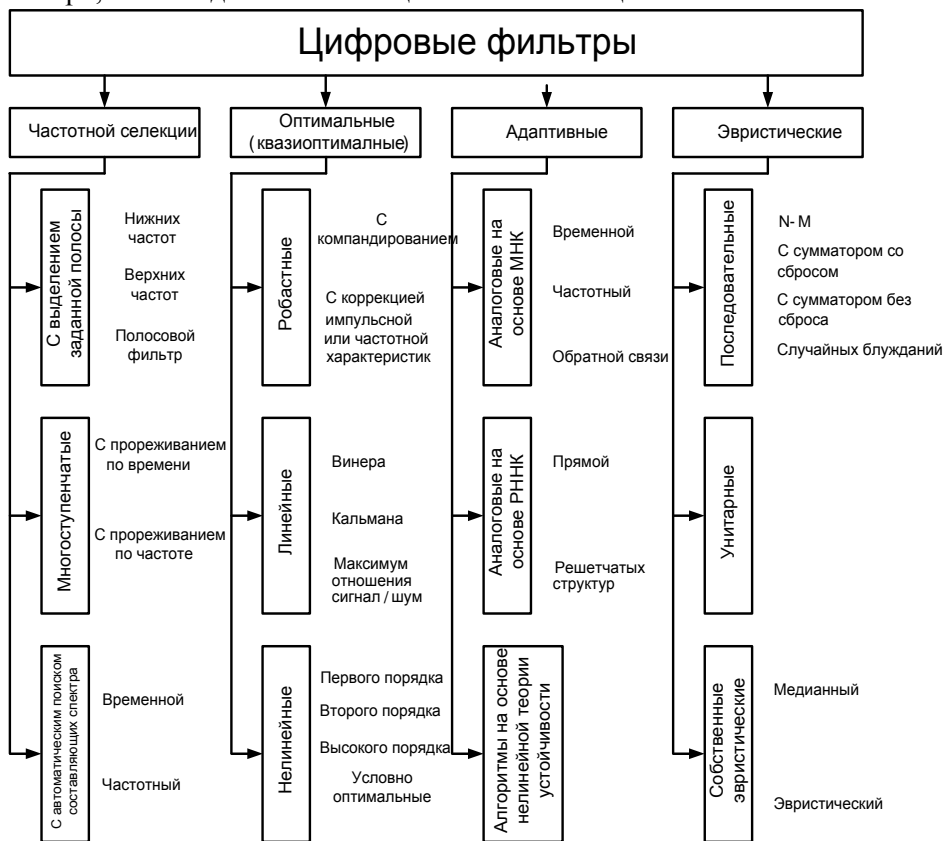 Цифровые фильтры
Частотной селекции
Оптимальные
( квазиоптималные)
Адаптивные
Эвристические
С выделением
заданной полосы
Нижних
частот
Верхних
частот
Полосовой
фильтр
Многоступенчатые
С прореживанием
по времени
С прореживанием
по частоте
С автоматическим поиском
составляющих спектра
Временной
Частотный
Робастные
С
компандированием
С коррекцией
импульсной
или частотной
характеристик
Линейные
Винера
Кальмана
Максимум
отношения
сигнал / шум
Нелинейные
Первого порядка
Второго порядка
Высокого порядка
Условно
оптимальные
Аналоговые на
основе МНК
Временной
Частотный
Обратной связи
Аналоговые на
основе РННК
Прямой
Решетчатых
структур
Алгоритмы на основе
нелинейной теории
устойчивости
Последовательные
N- M
С сумматором со
сбросом
С сумматором без
сброса
Случайных блужданий
Унитарные
Собственные
эвристические
Медианный
Эвристический